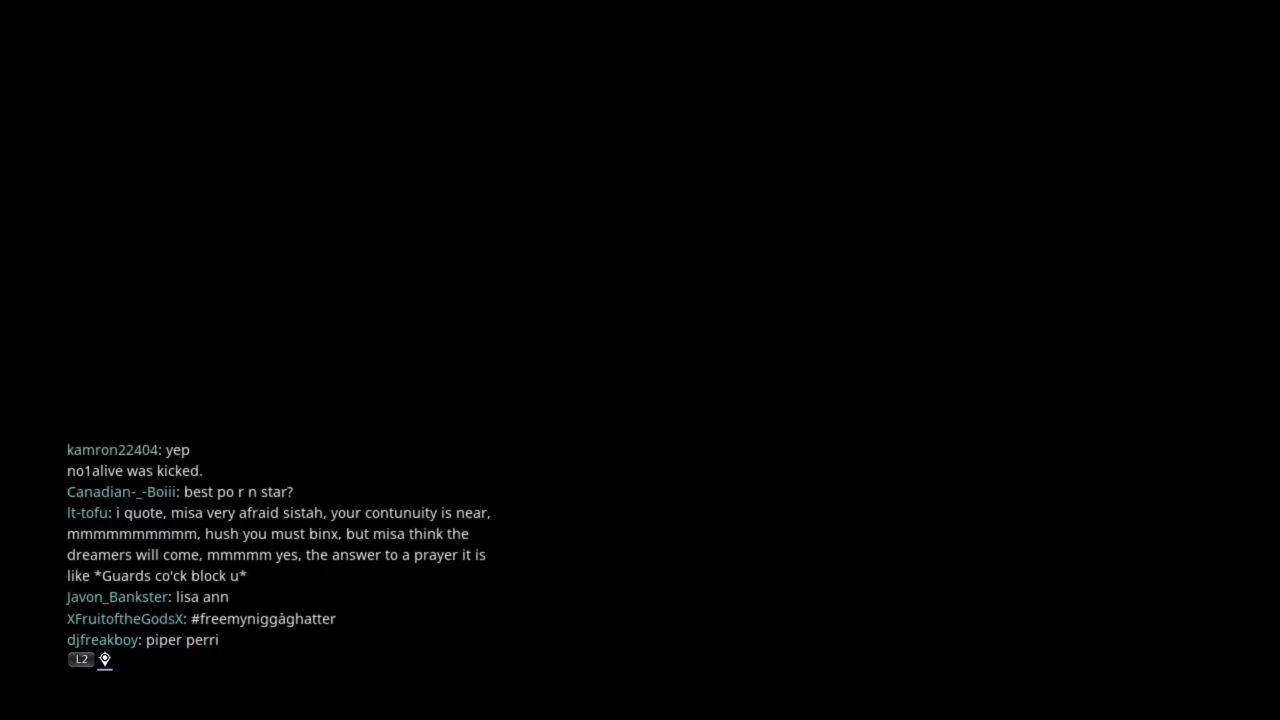 kamron22404: yep
no1alive was kicked.
Canadian-_-Boiii: best po r n star?
lt-tofu: i quote, misa very afraid sistah, your contunuity is near,
mmmmmmmmmm, hush you must binx, but misa think the
dreamers will come, mmmmm yes, the answer to a prayer it is
like *Guards co'ck block u*
Javon_Bankster: lisa ann
XFruitoftheGodsX: #freemyniggàghatter
djfreakboy: piper perri
L2